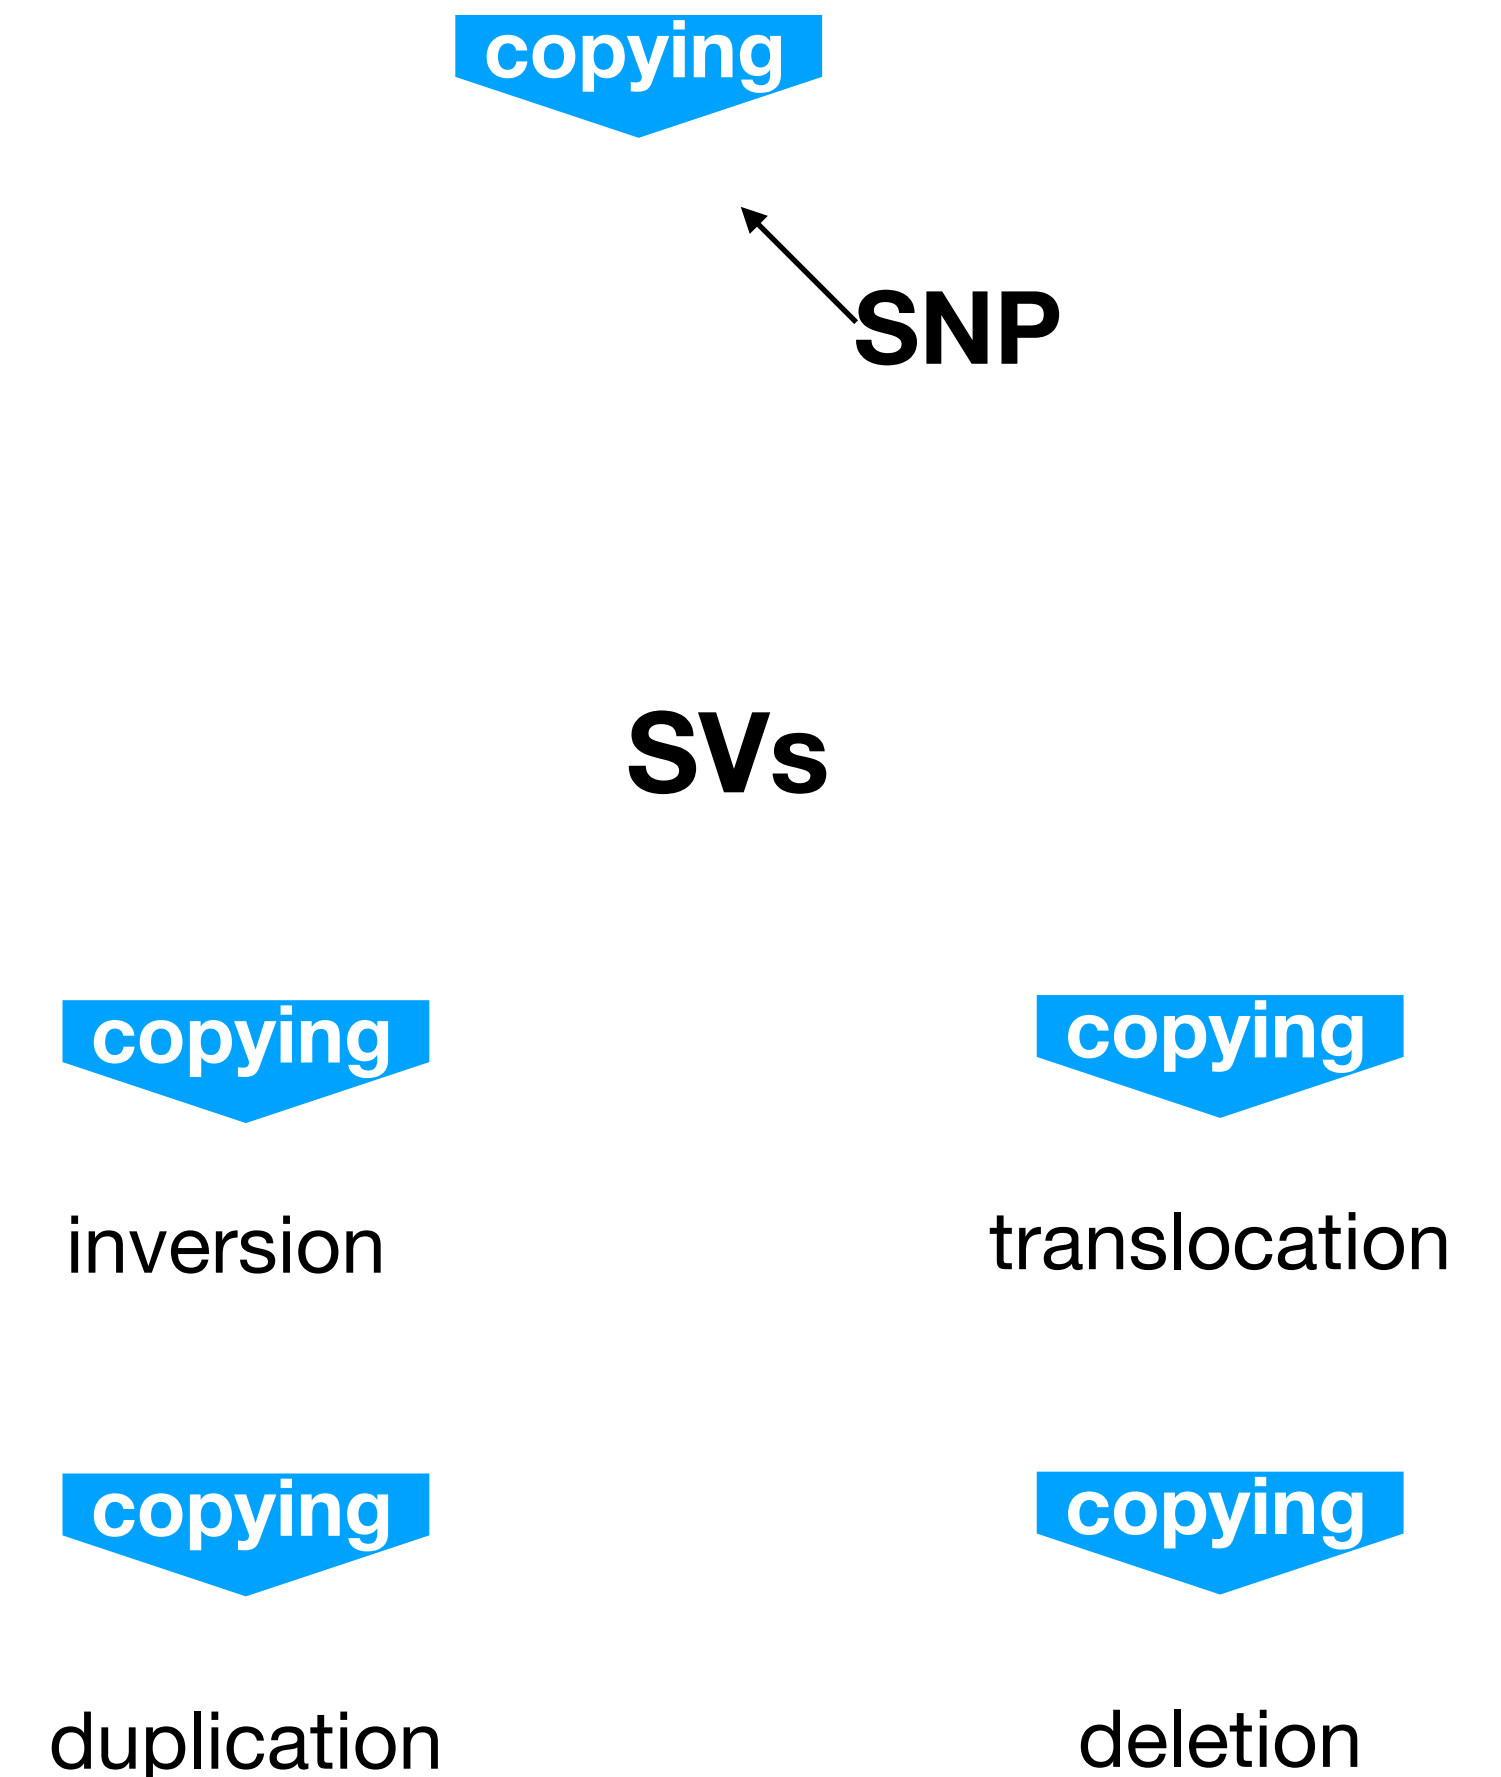 copying
SNP
SVs
copying
copying
inversion
translocation
copying
copying
duplication
deletion